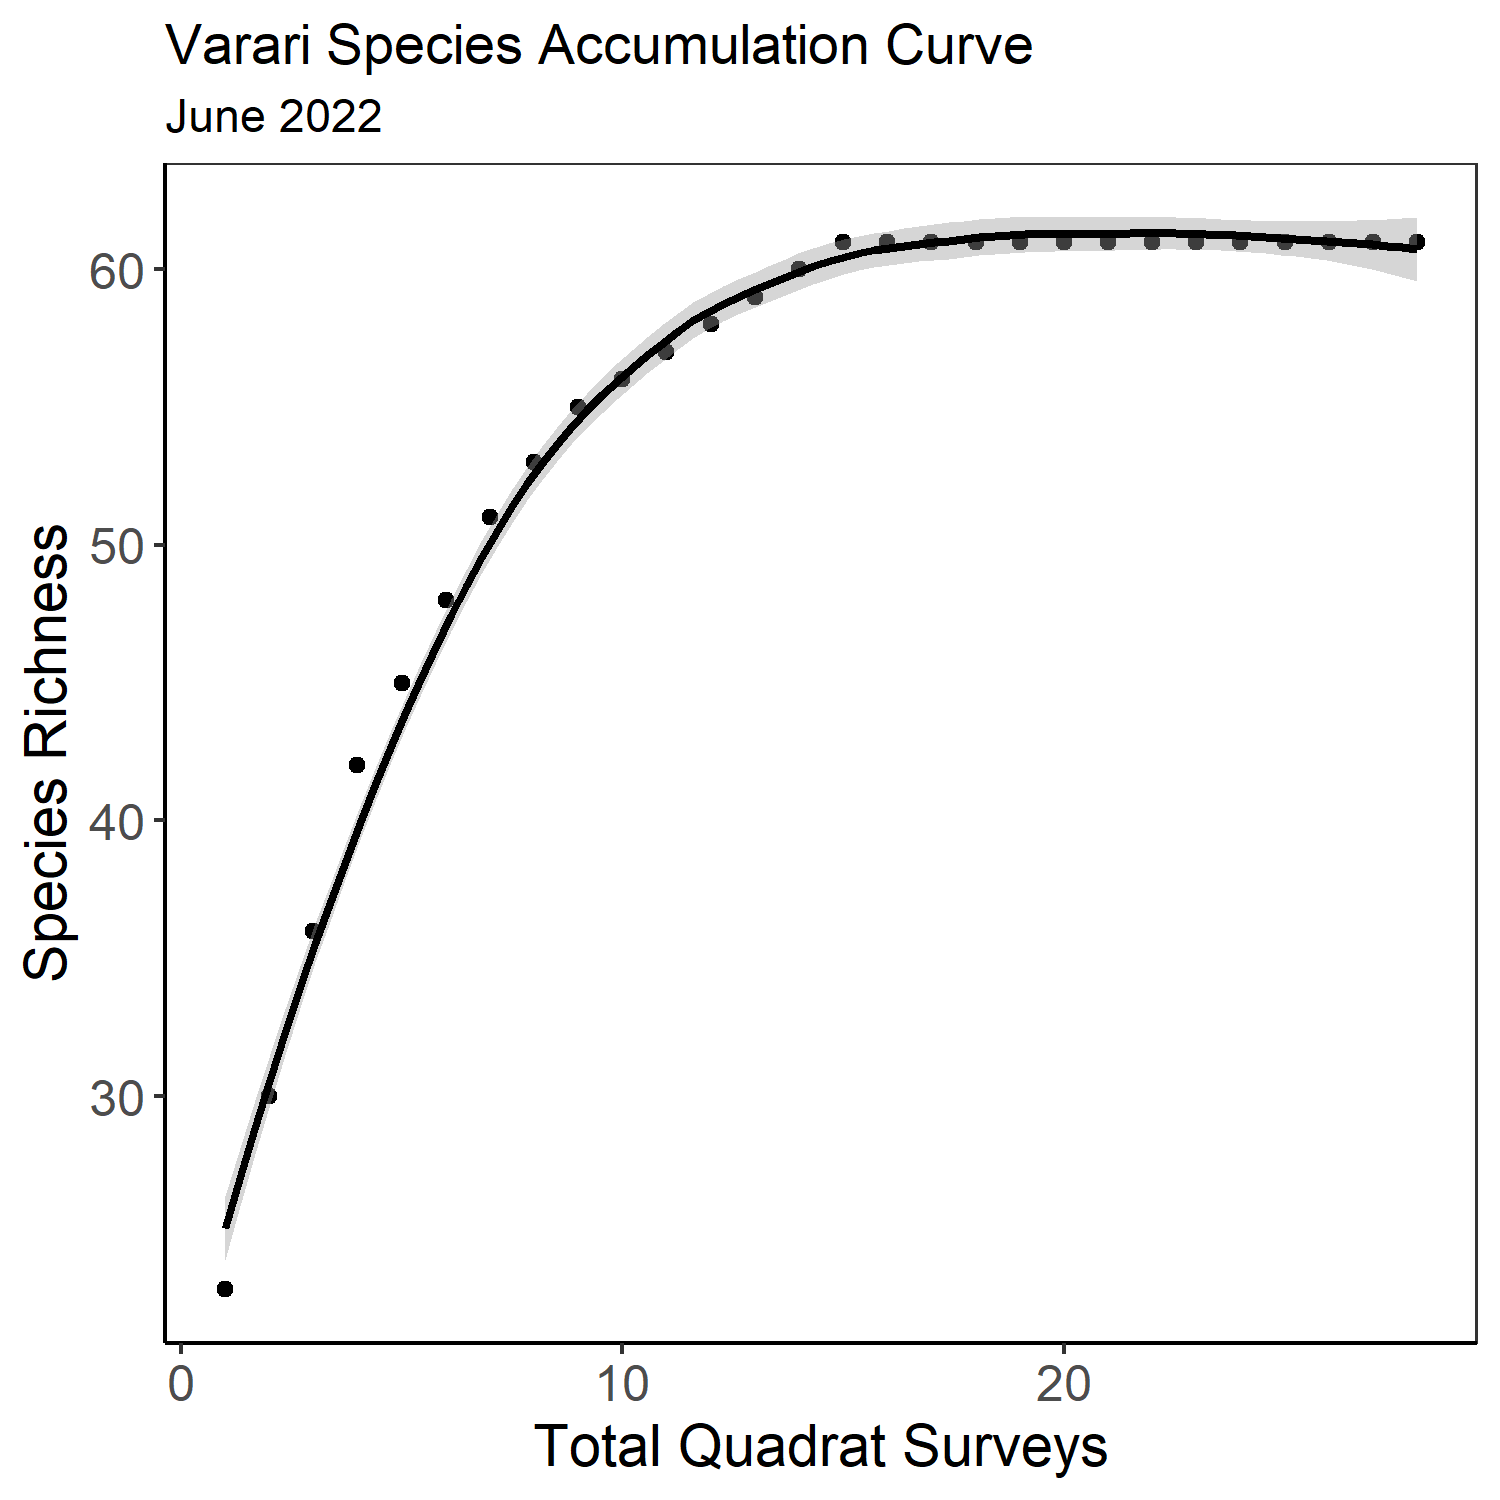 Varari Species Accumulation Curve
June 2022
Species Richness
60
50
40
30
0 10 20
Total Quadrat Surveys